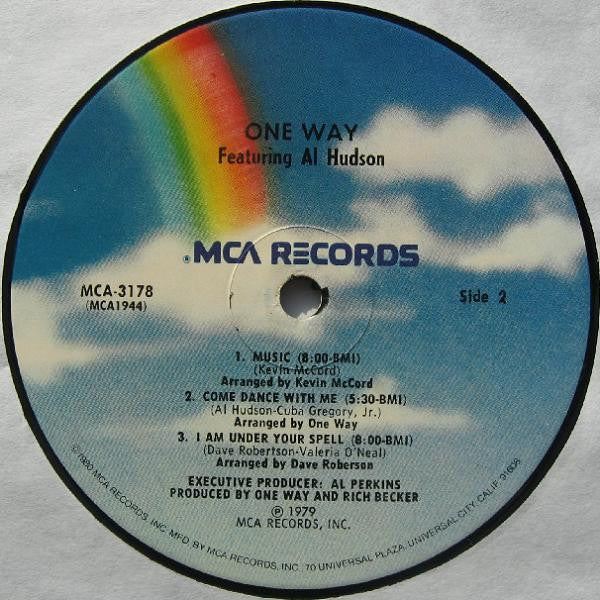 ONE WAY
Featuring Al Hudson
®MCA RECORDS
MCA-3178
(MCA1944)
Side 2
1. MUSIC (8:00-BMI)
(Kevin McCord)
Arranged by Kevin McCord
2. COME DANCE WITH ME (5:30-BMI)
(Al Hudson-Cuba Gregory, Jr.)
Arranged by One Way
3. I AM UNDER YOUR SPELL (8:00-BMI)
(Dave Robertson-Valeria O'Neal)
Arranged by Dave Roberson
EXECUTIVE PRODUCER: AL PERKINS
PRODUCED BY ONE WAY AND RICH BECKER
℗ 1979
MCA RECORDS, INC.
©1980 MCA RECORDS, INC. MFD. BY MCA RECORDS, INC., 70 UNIVERSAL PLAZA, UNIVERSAL CITY, CALIF. 91608